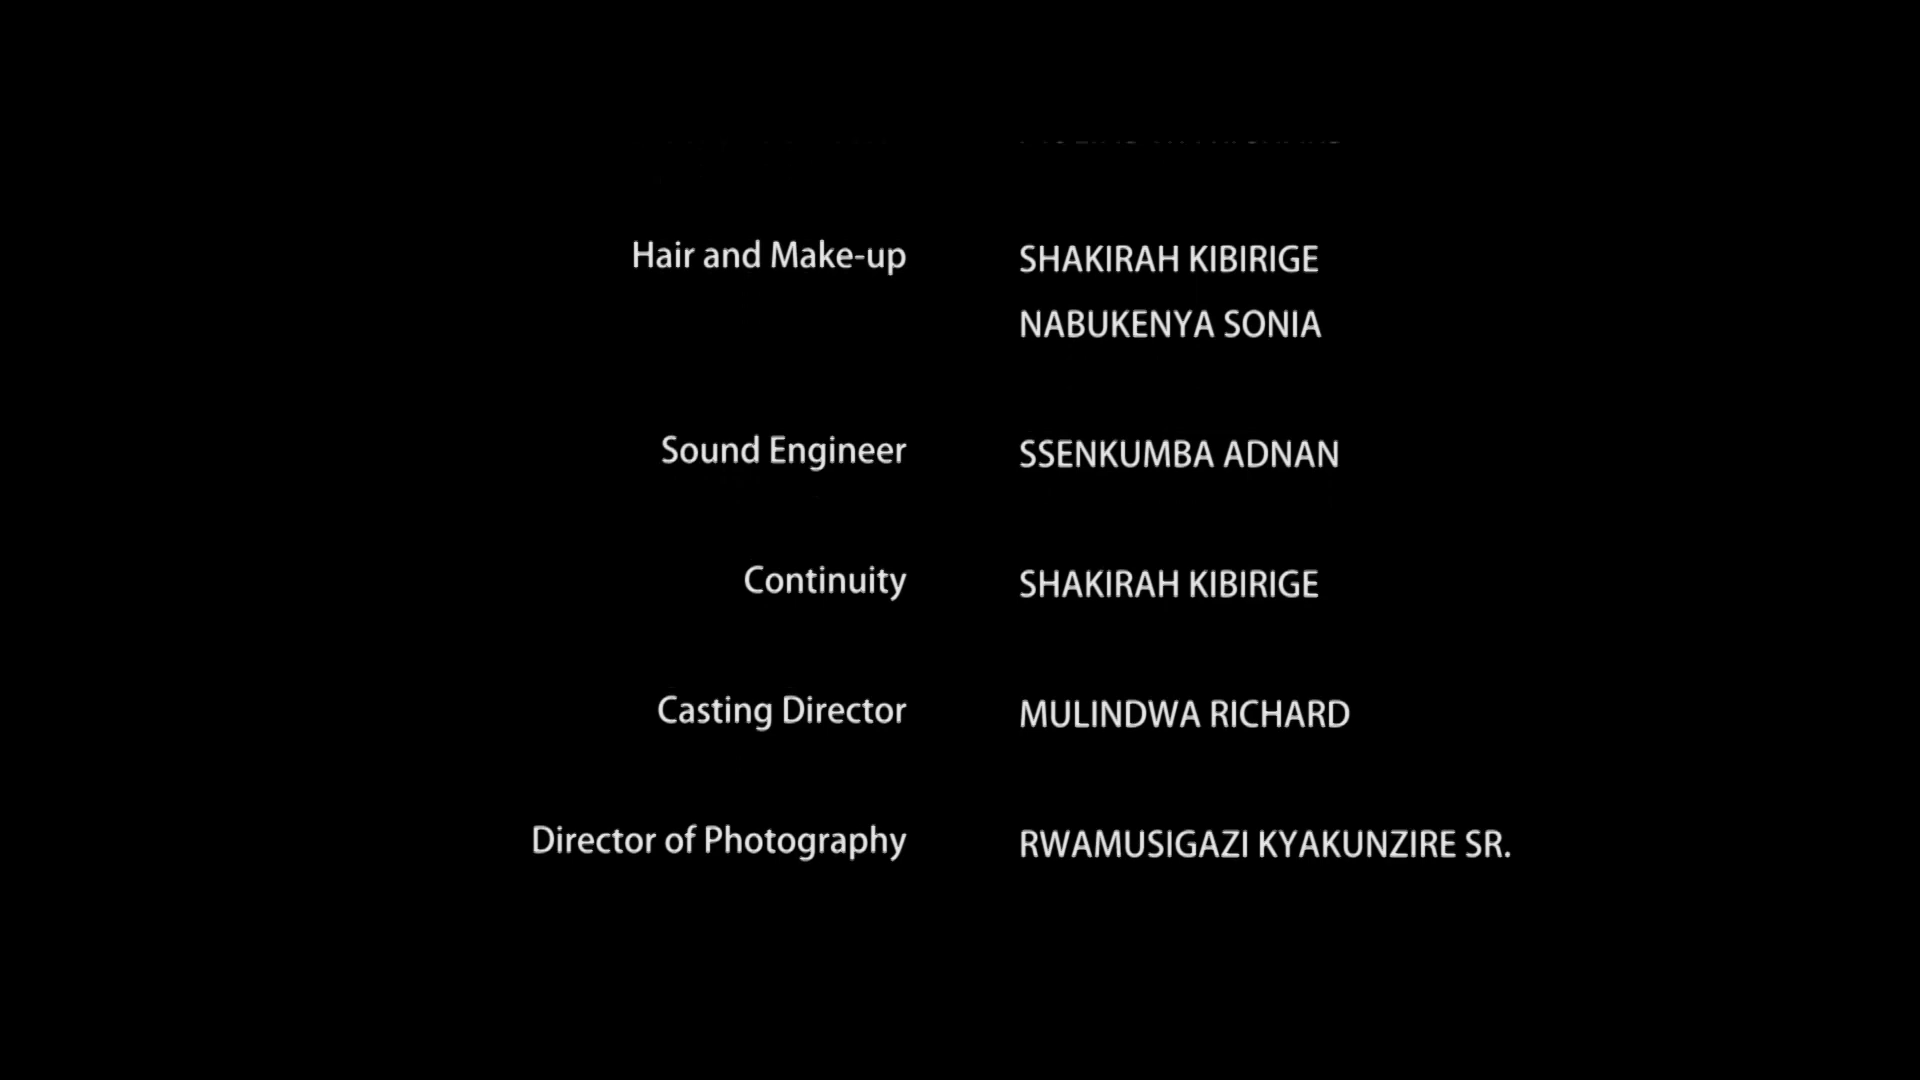 Hair and Make-up SHAKIRAH KIBIRIGE
NABUKENYA SONIA
Sound Engineer SSENKUMBA ADNAN
Continuity SHAKIRAH KIBIRIGE
Casting Director MULINDWA RICHARD
Director of Photography RWAMUSIGAZI KYAKUNZIRE SR.